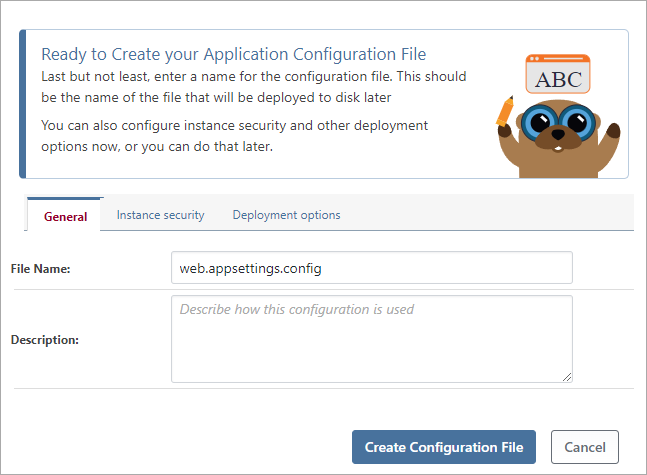 Ready to Create your Application Configuration File
Last but not least, enter a name for the configuration file. This should
be the name of the file that will be deployed to disk later
You can also configure instance security and other deployment
options now, or you can do that later.
ABC
General
Instance security
Deployment options
File Name:
web.appsettings.config
Description:
Describe how this configuration is used
Create Configuration File
Cancel